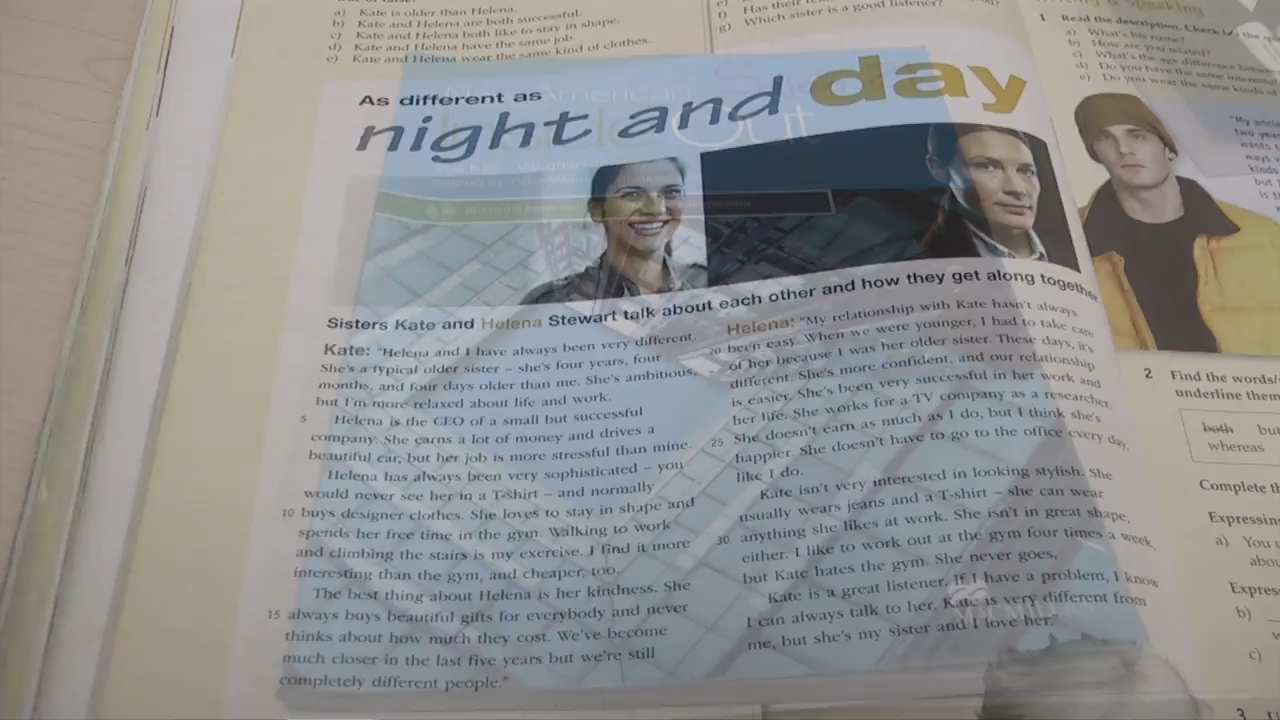 a) Kate is older than Helena.
b) Kate and Helena are both successful.
c) Kate and Helena both like to stay in shape.
d) Kate and Helena have the same job.
e) Kate and Helena wear the same kind of clothes.
f) Has their
g) Which sister is a good listener?
As different as
night and day
Sisters Kate and Helena Stewart talk about each other and how they get along together
Kate: "Helena and I have always been very different.
She's a typical older sister – she's four years, four
months, and four days older than me. She's ambitious,
but I'm more relaxed about life and work.
5 Helena is the CEO of a small but successful
company. She earns a lot of money and drives a
beautiful car, but her job is more stressful than mine.
Helena has always been very sophisticated – you
would never see her in a T-shirt – and normally
10 buys designer clothes. She loves to stay in shape and
spends her free time in the gym. Walking to work
and climbing the stairs is my exercise. I find it more
interesting than the gym, and cheaper, too.
The best thing about Helena is her kindness. She
15 always buys beautiful gifts for everybody and never
thinks about how much they cost. We've become
much closer in the last five years but we're still
completely different people."
Helena: "My relationship with Kate hasn't always
20 been easy. When we were younger, I had to take care
of her because I was her older sister. These days, it's
different. She's more confident, and our relationship
is easier. She's been very successful in her work and
her life. She works for a TV company as a researcher.
25 She doesn't earn as much as I do, but I think she's
happier. She doesn't have to go to the office every day,
like I do.
Kate isn't very interested in looking stylish. She
usually wears jeans and a T-shirt – she can wear
30 anything she likes at work. She isn't in great shape,
either. I like to work out at the gym four times a week,
but Kate hates the gym. She never goes.
Kate is a great listener. If I have a problem, I know
I can always talk to her. Kate is very different from
me, but she's my sister and I love her."
& Speaking
1 Read the description. Check (✓) the
a) What's his name?
b) How are you related?
c) What's the age difference
d) Do you have the same
e) Do you wear the same kinds of
"My
two
wants
ways
kinds
but
is
2 Find the words/
underline them
both but
whereas
Complete th
Expressing
a) You
abou
Expres
b)
c)
3
American
Out
Vaughan